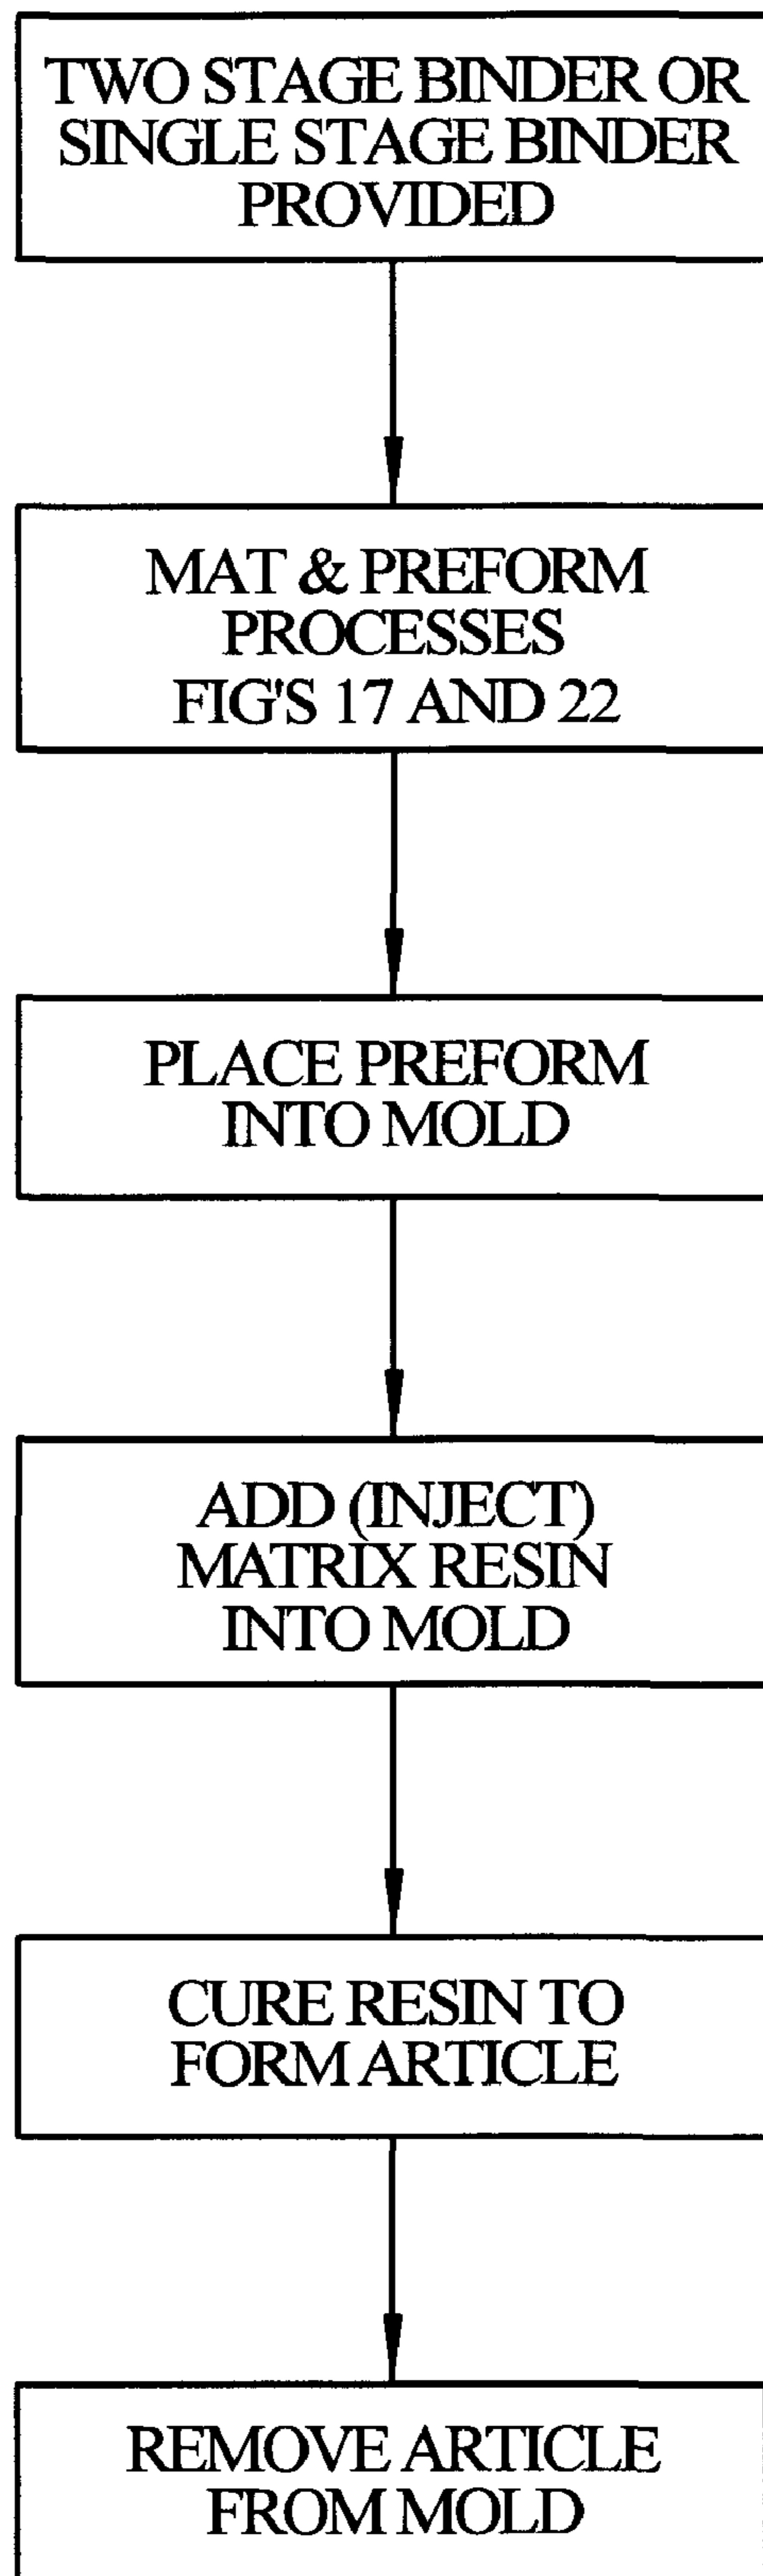 TWO STAGE BINDER OR
SINGLE STAGE BINDER
PROVIDED
MAT & PREFORM
PROCESSES
FIG'S 17 AND 22
PLACE PREFORM
INTO MOLD
ADD (INJECT)
MATRIX RESIN
INTO MOLD
CURE RESIN TO
FORM ARTICLE
REMOVE ARTICLE
FROM MOLD